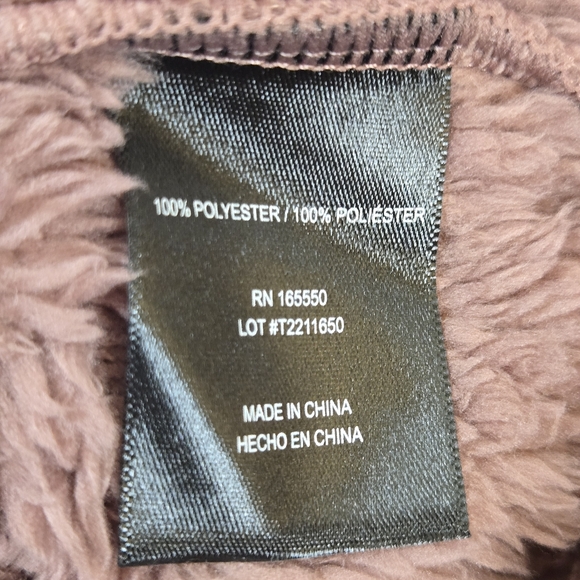 100% POLYESTER / 100% POLIESTER
RN 165550
LOT #T2211650
MADE IN CHINA
HECHO EN CHINA